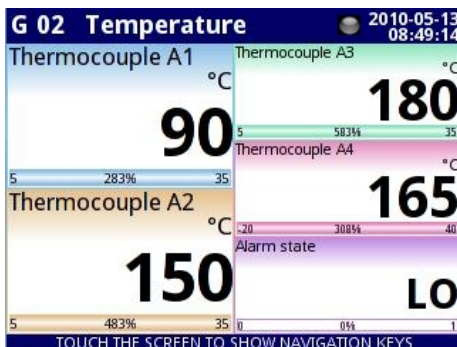 G 02 Temperature
2010-05-13
08:49:14
Thermocouple A1
°C
90
5 283% 35
Thermocouple A2
°C
150
5 483% 35
Thermocouple A3
°C
180
5 583% 35
Thermocouple A4
°C
165
-20 308% 40
Alarm state
LO
0 0% 1
TOUCH THE SCREEN TO SHOW NAVIGATION KEYS